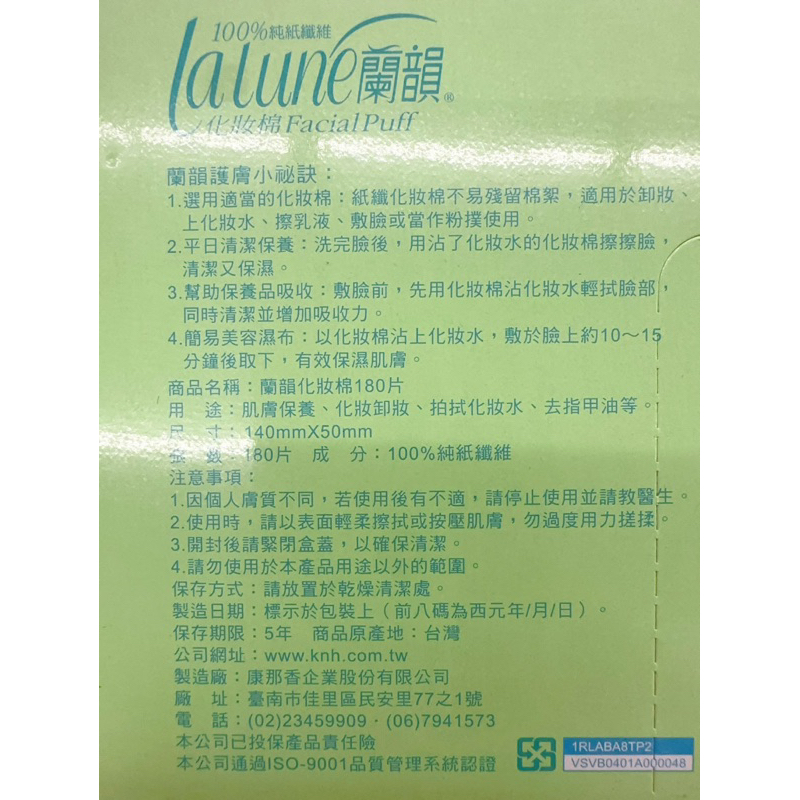 100%純紙纖維
lalune蘭韻®
化妝棉 Facial Puff
蘭韻護膚小祕訣：
1.選用適當的化妝棉：紙纖化妝棉不易殘留棉絮，適用於卸妝、
上化妝水、擦乳液、敷臉或當作粉撲使用。
2.平日清潔保養：洗完臉後，用沾了化妝水的化妝棉擦擦臉，
清潔又保濕。
3.幫助保養品吸收：敷臉前，先用化妝棉沾化妝水輕拭臉部，
同時清潔並增加吸收力。
4.簡易美容濕布：以化妝棉沾上化妝水，敷於臉上約10～15
分鐘後取下，有效保濕肌膚。
商品名稱：蘭韻化妝棉180片
用　途：肌膚保養、化妝卸妝、拍拭化妝水、去指甲油等。
尺　寸：140mmX50mm
張　數：180片　成　分：100%純紙纖維
注意事項：
1.因個人膚質不同，若使用後有不適，請停止使用並請教醫生。
2.使用時，請以表面輕柔擦拭或按壓肌膚，勿過度用力搓揉。
3.開封後請緊閉盒蓋，以確保清潔。
4.請勿使用於本產品用途以外的範圍。
保存方式：請放置於乾燥清潔處。
製造日期：標示於包裝上（前八碼為西元年/月/日）。
保存期限：5年　商品原產地：台灣
公司網址：www.knh.com.tw
製造廠：康那香企業股份有限公司
廠　址：臺南市佳里區民安里77之1號
電　話：(02)23459909．(06)7941573
本公司已投保產品責任險
本公司通過ISO-9001品質管理系統認證
1RLABA8TP2
VSVB0401A000048